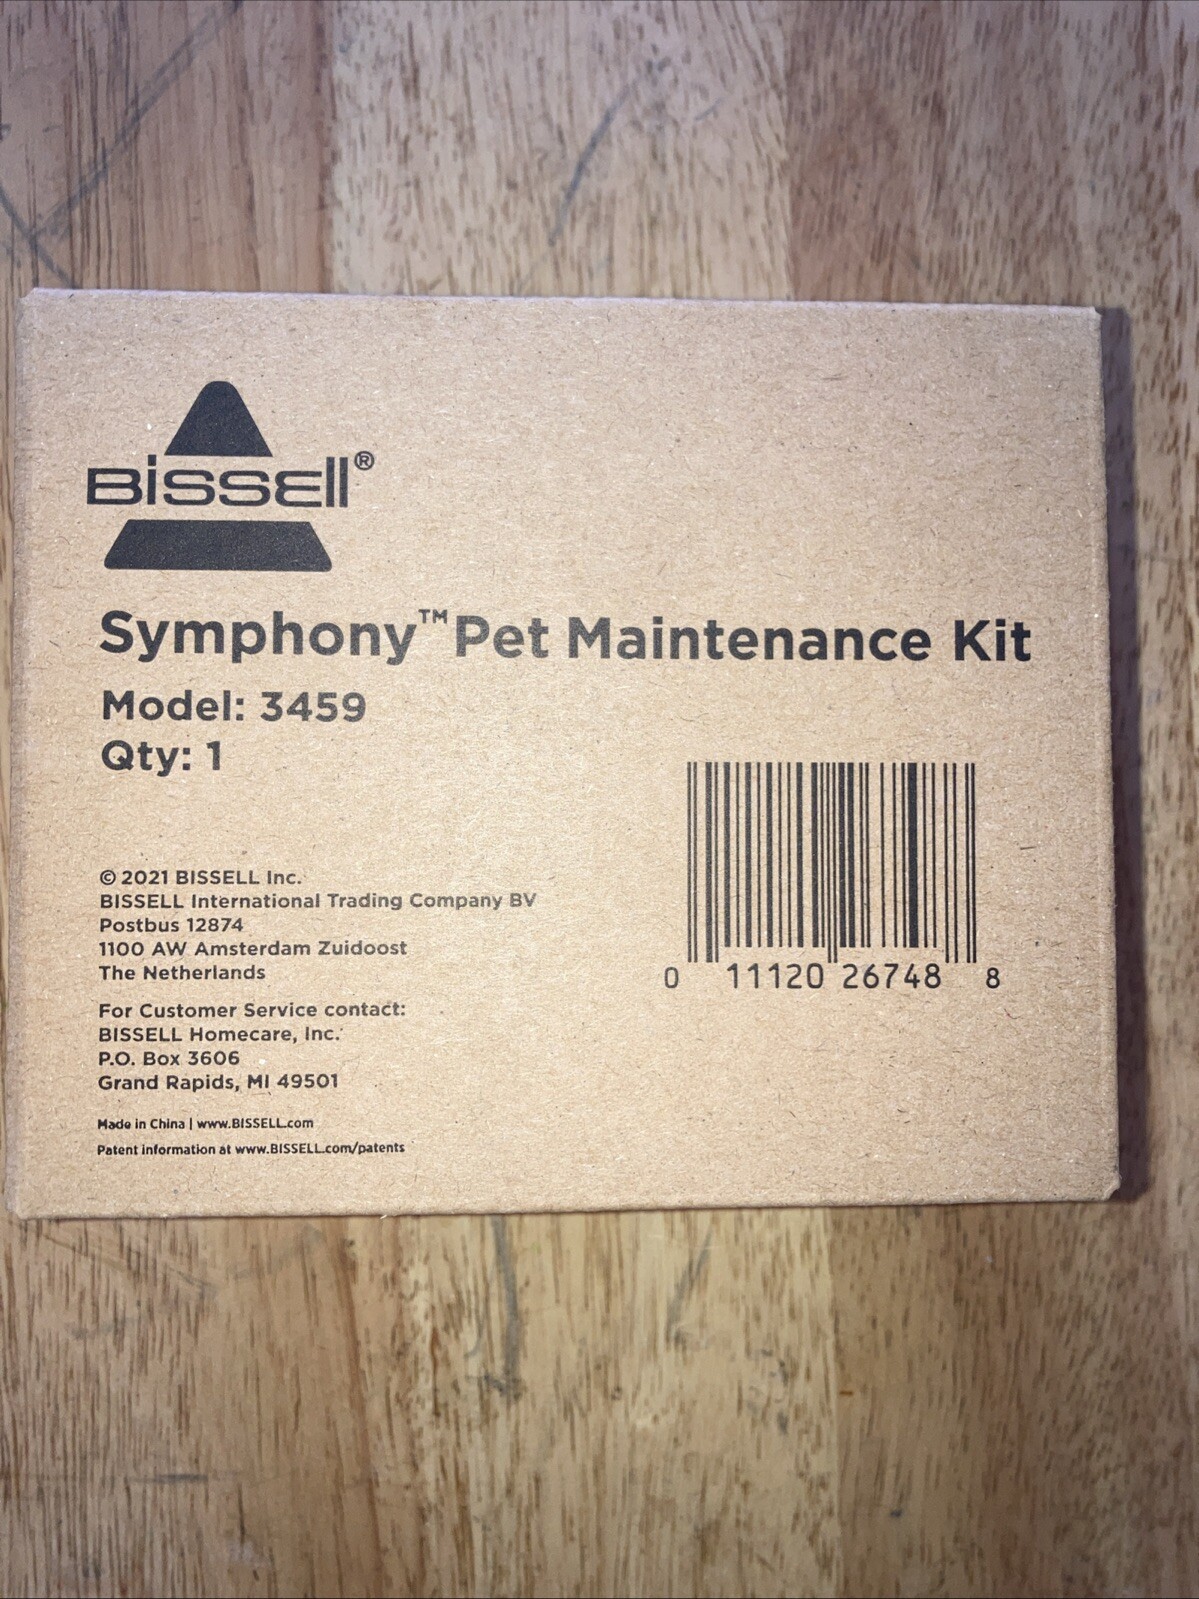 BISSELL®
Symphony™ Pet Maintenance Kit
Model: 3459
Qty: 1
© 2021 BISSELL Inc.
BISSELL International Trading Company BV
Postbus 12874
1100 AW Amsterdam Zuidoost
The Netherlands
For Customer Service contact:
BISSELL Homecare, Inc.
P.O. Box 3606
Grand Rapids, MI 49501
Made in China | www.BISSELL.com
Patent information at www.BISSELL.com/patents
0 11120 26748 8